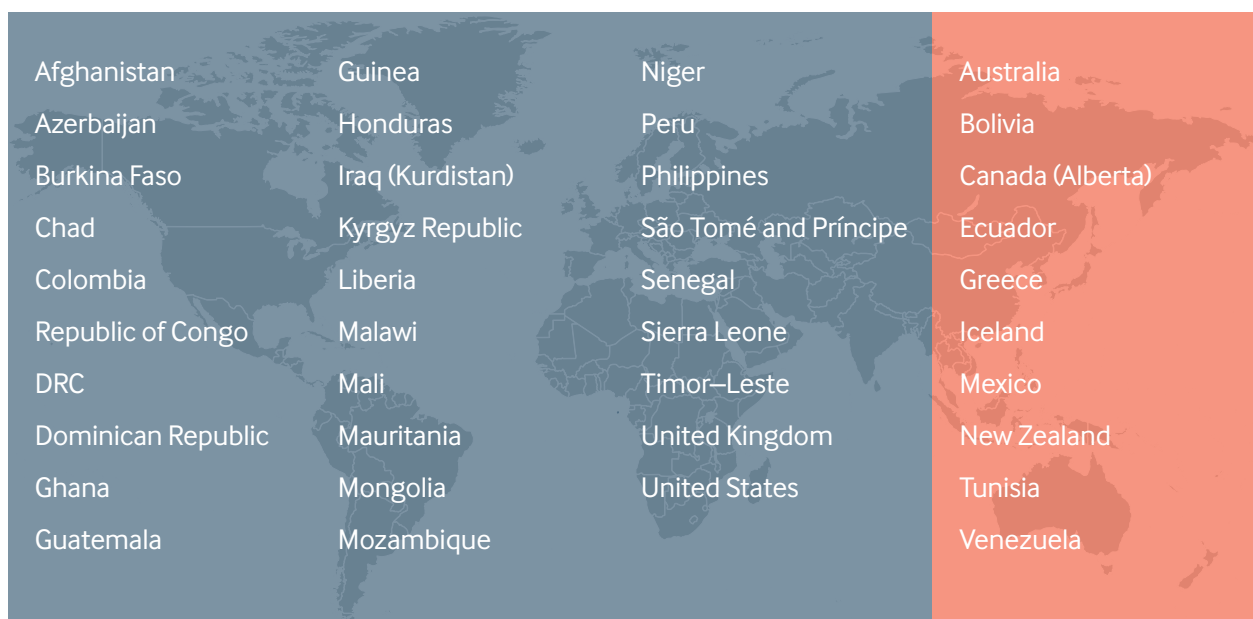 Afghanistan
Azerbaijan
Burkina Faso
Chad
Colombia
Republic of Congo
DRC
Dominican Republic
Ghana
Guatemala
Guinea
Honduras
Iraq (Kurdistan)
Kyrgyz Republic
Liberia
Malawi
Mali
Mauritania
Mongolia
Mozambique
Niger
Peru
Philippines
São Tomé and Príncipe
Senegal
Sierra Leone
Timor–Leste
United Kingdom
United States
Australia
Bolivia
Canada (Alberta)
Ecuador
Greece
Iceland
Mexico
New Zealand
Tunisia
Venezuela